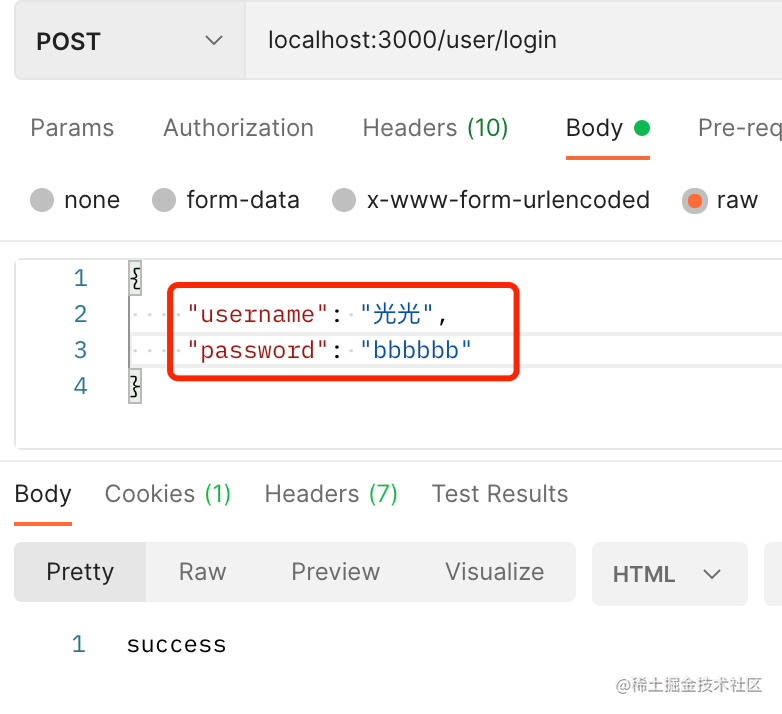 POST localhost:3000/user/login
Params Authorization Headers (10) Body Pre-req
none form-data x-www-form-urlencoded raw
1 {
2 "username": "光光",
3 "password": "bbbbbb"
4 }
Body Cookies (1) Headers (7) Test Results
Pretty Raw Preview Visualize HTML
1 success
@稀土掘金技术社区